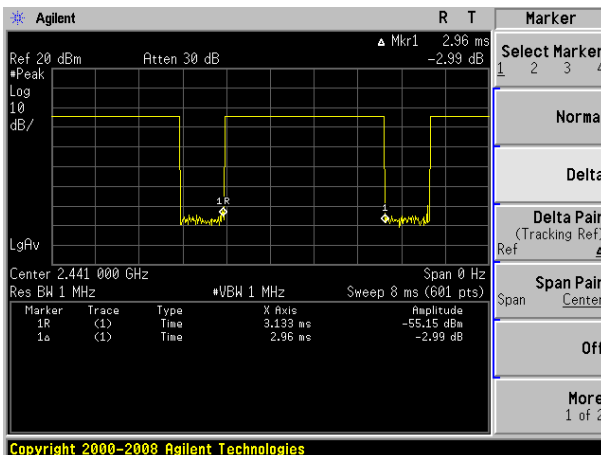 Agilent R T
Δ Mkr1 2.96 ms
Ref 20 dBm Atten 30 dB -2.99 dB
#Peak
Log
10
dB/
1R
1
LgAv
Center 2.441 000 GHz Span 0 Hz
Res BW 1 MHz #VBW 1 MHz Sweep 8 ms (601 pts)
Marker Trace Type X Axis Amplitude
1R (1) Time 3.133 ms -55.15 dBm
1Δ (1) Time 2.96 ms -2.99 dB
Copyright 2000-2008 Agilent Technologies
Marker
Select Marker
1 2 3 4
Norma
Delta
Delta Pair
(Tracking Ref)
Ref Δ
Span Pair
Span Center
Off
More
1 of 2